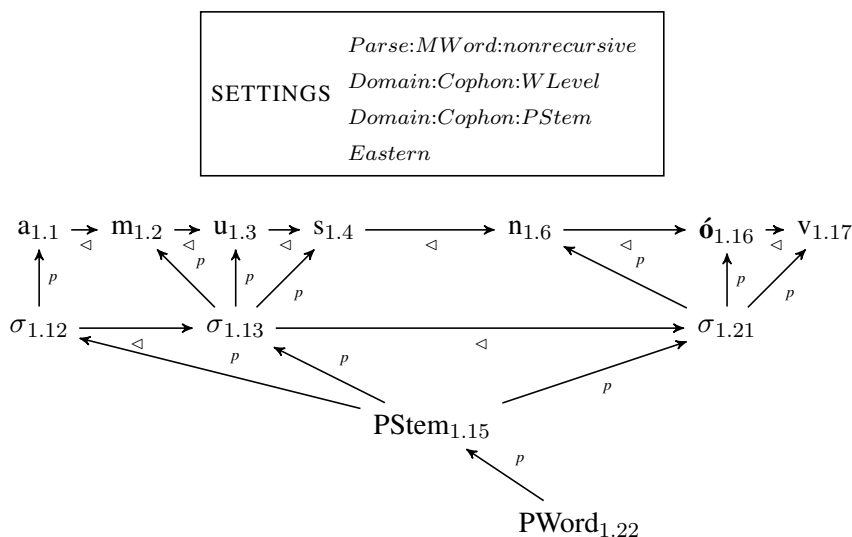 Parse:MWord:nonrecursive
SETTINGS Domain:Cophon:WLevel
Domain:Cophon:PStem
Eastern
a1.1 m1.2 u1.3 s1.4 n1.6 ó1.16 v1.17
◁ ◁ ◁ ◁ ◁ ◁
p p p p p p p
σ1.12 σ1.13 σ1.21
◁ ◁
p p p
PStem1.15
p
PWord1.22